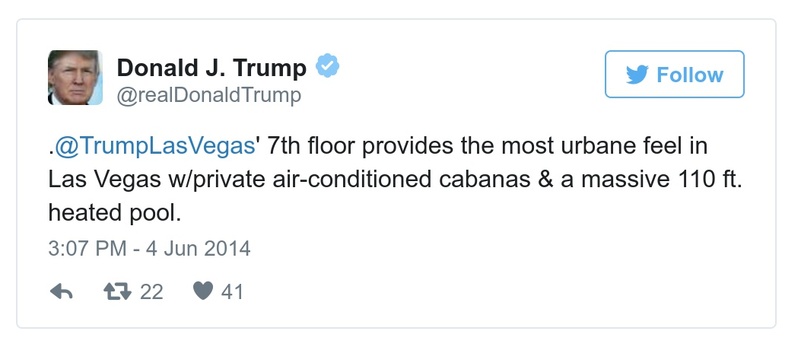 Donald J. Trump
@realDonaldTrump
Follow
.@TrumpLasVegas' 7th floor provides the most urbane feel in
Las Vegas w/private air-conditioned cabanas & a massive 110 ft.
heated pool.
3:07 PM - 4 Jun 2014
22 41